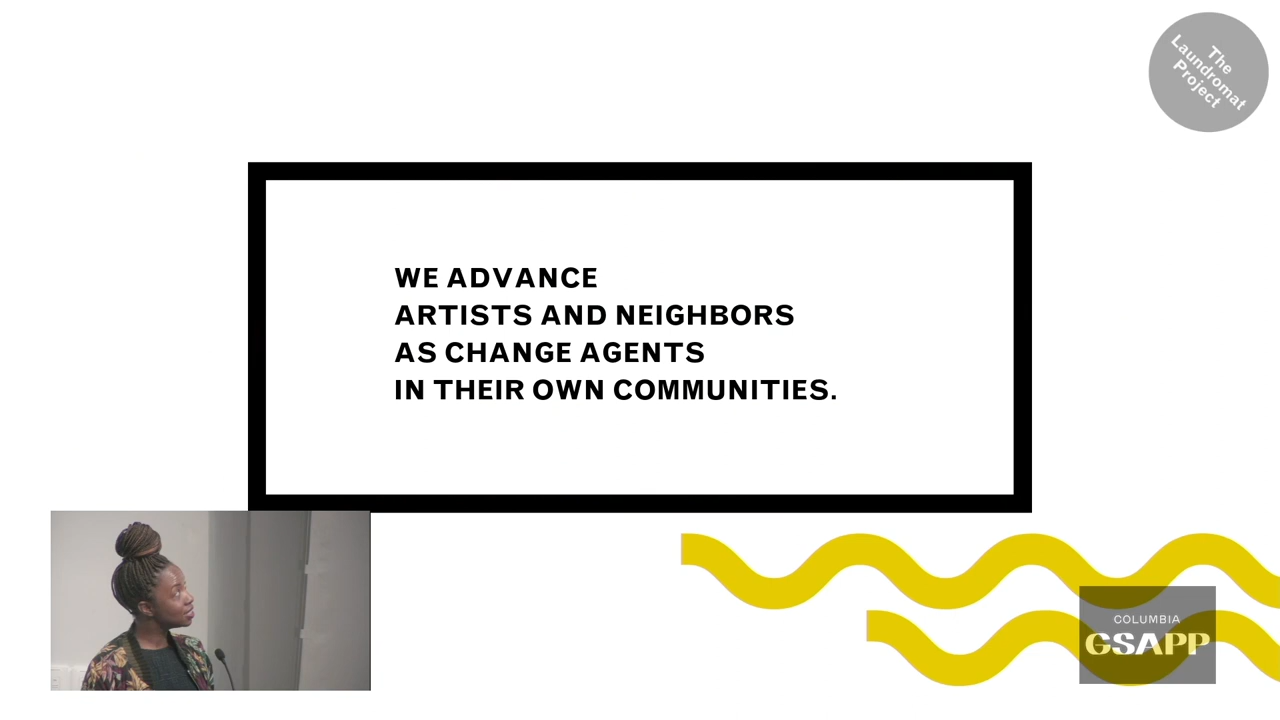 The
Laundromat
Project
WE ADVANCE
ARTISTS AND NEIGHBORS
AS CHANGE AGENTS
IN THEIR OWN COMMUNITIES.
COLUMBIA
GSAPP